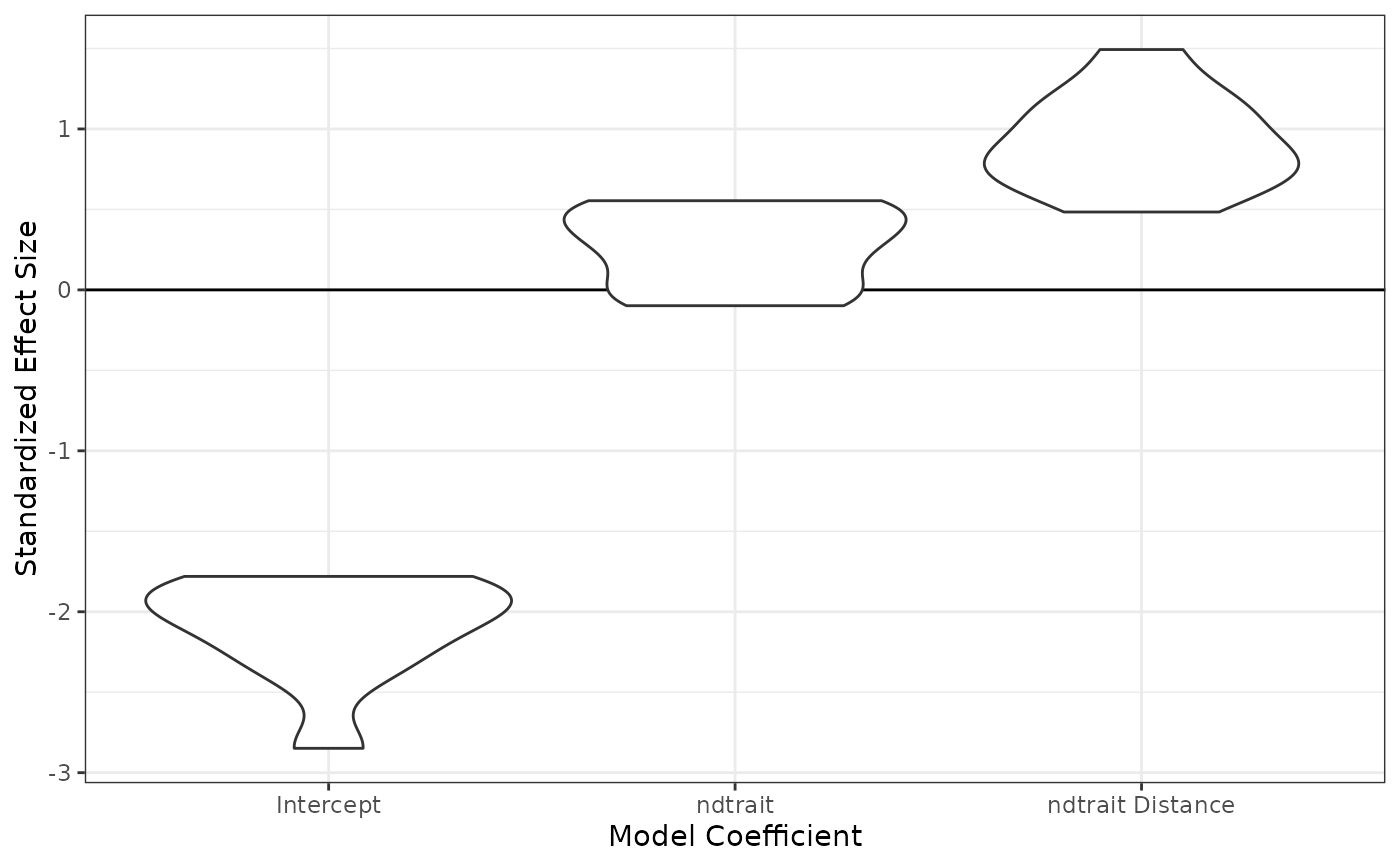 Standardized Effect Size
1
0
-1
-2
-3
Intercept
ndtrait
ndtrait Distance
Model Coefficient